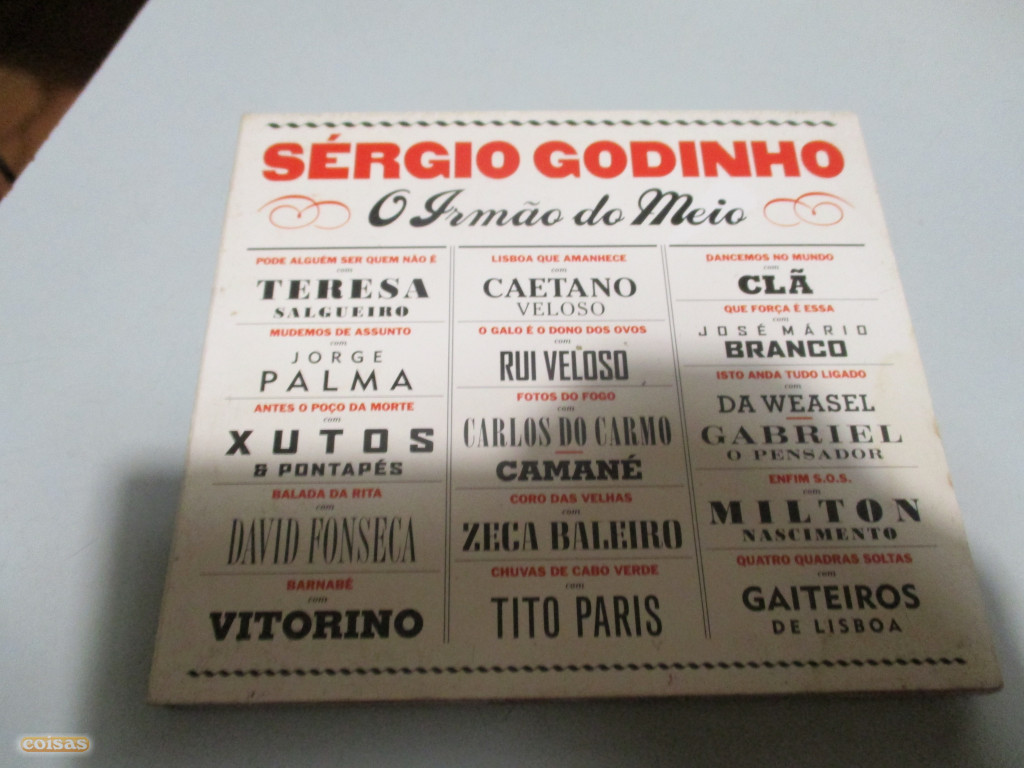 SÉRGIO GODINHO
O Irmão do Meio
PODE ALGUÉM SER QUEM NÃO É
com
TERESA
SALGUEIRO
MUDEMOS DE ASSUNTO
com
JORGE
PALMA
ANTES O POÇO DA MORTE
com
XUTOS
& PONTAPÉS
BALADA DA RITA
com
DAVID FONSECA
BARNABÉ
com
VITORINO
LISBOA QUE AMANHECE
com
CAETANO
VELOSO
O GALO É O DONO DOS OVOS
com
RUI VELOSO
FOTOS DO FOGO
com
CARLOS DO CARMO
CAMANÉ
CORO DAS VELHAS
com
ZECA BALEIRO
CHUVAS DE CABO VERDE
com
TITO PARIS
DANCEMOS NO MUNDO
com
CLÃ
QUE FORÇA É ESSA
com
JOSÉ MÁRIO
BRANCO
ISTO ANDA TUDO LIGADO
com
DA WEASEL
GABRIEL
O PENSADOR
ENFIM S.O.S.
com
MILTON
NASCIMENTO
QUATRO QUADRAS SOLTAS
com
GAITEIROS
DE LISBOA
coisas